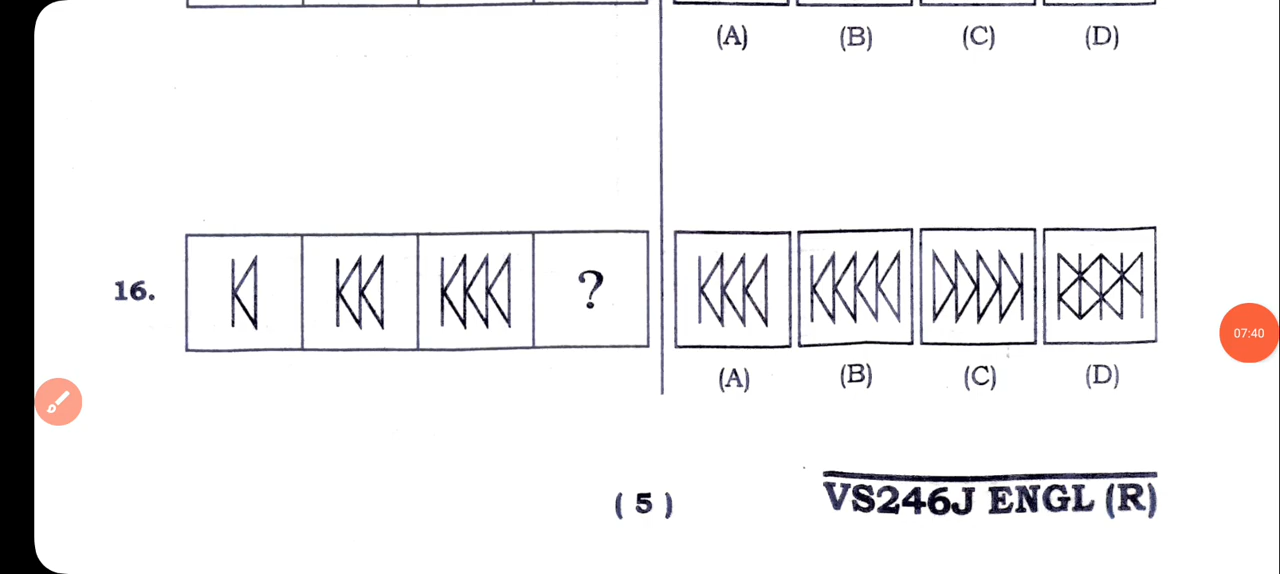 (A) (B) (C) (D)
16. ?
(A) (B) (C) (D)
07:40
(5)
VS246J ENGL (R)